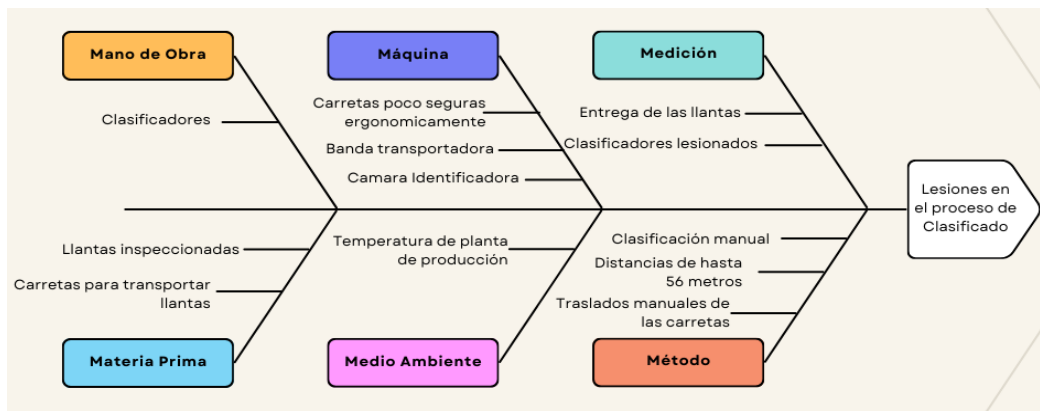 Mano de Obra
Máquina
Medición
Clasificadores
Carretas poco seguras
ergonomicamente
Banda transportadora
Camara Identificadora
Entrega de las llantas
Clasificadores lesionados
Lesiones en
el proceso de
Clasificado
Llantas inspeccionadas
Carretas para transportar
llantas
Temperatura de planta
de producción
Clasificación manual
Distancias de hasta
56 metros
Traslados manuales de
las carretas
Materia Prima
Medio Ambiente
Método